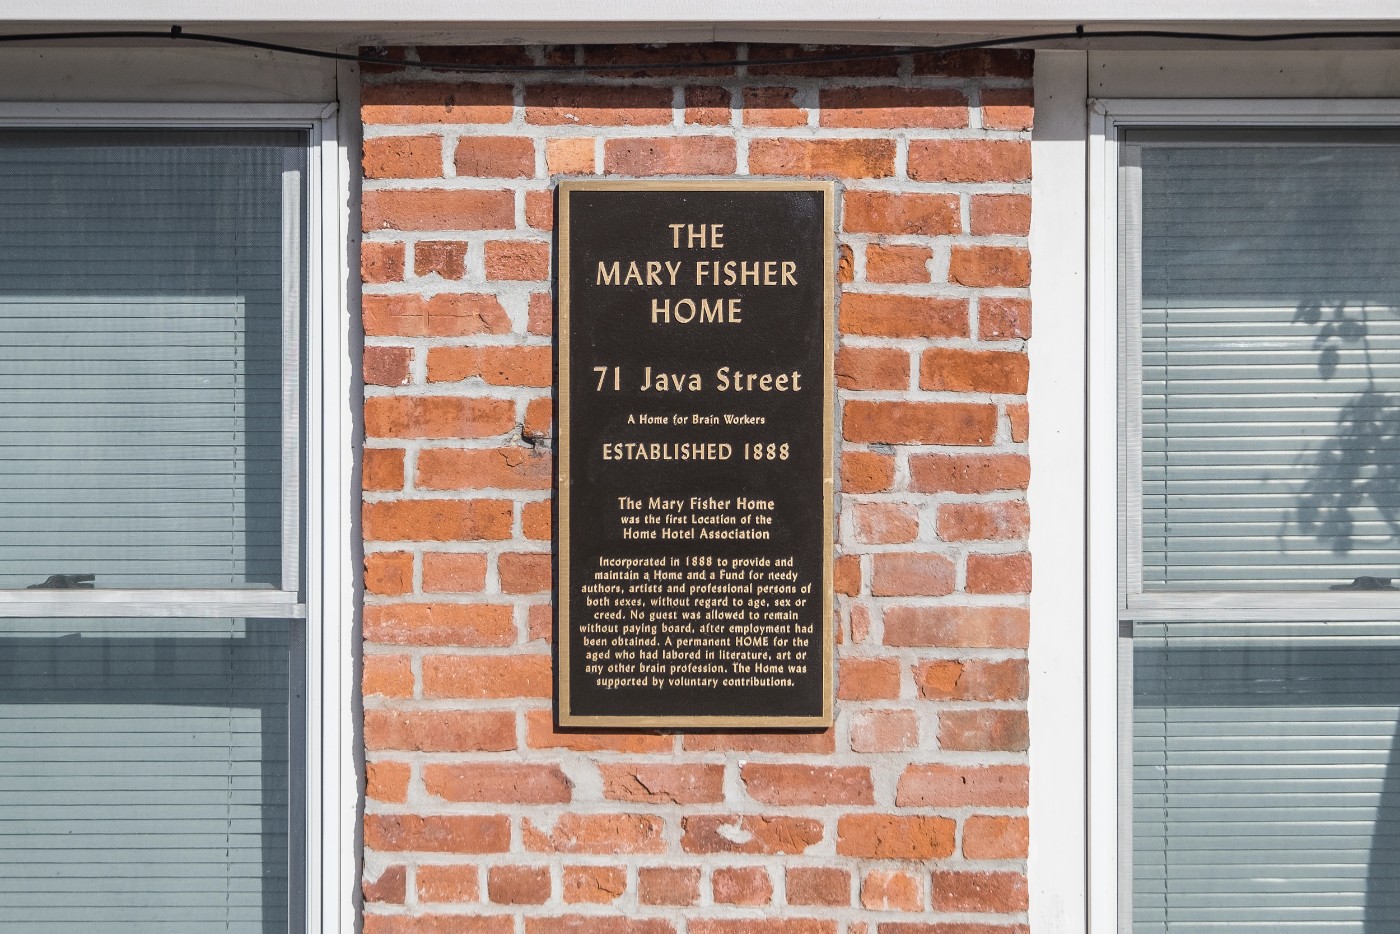 THE
MARY FISHER
HOME
71 Java Street
A Home for Brain Workers
ESTABLISHED 1888
The Mary Fisher Home
was the first Location of the
Home Hotel Association
Incorporated in 1888 to provide and
maintain a Home and a Fund for needy
authors, artists and professional persons of
both sexes, without regard to age, sex or
creed. No guest was allowed to remain
without paying board, after employment had
been obtained. A permanent HOME for the
aged who had labored in literature, art or
any other brain profession. The Home was
supported by voluntary contributions.